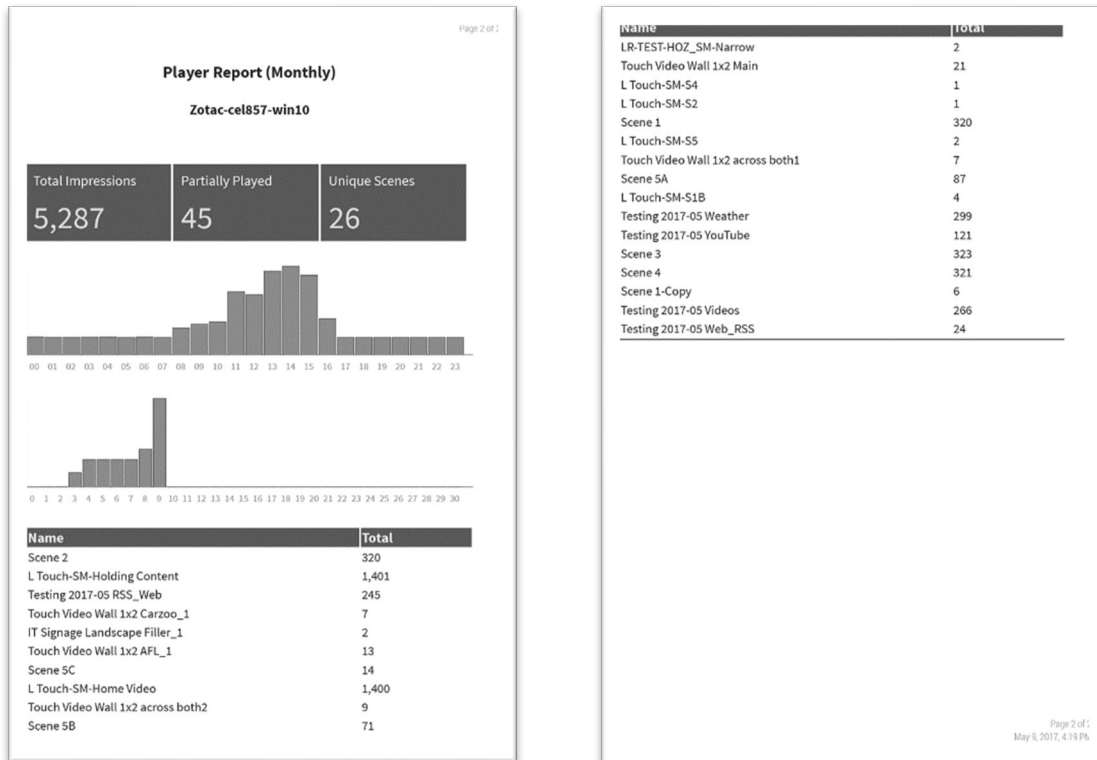 Page 2 of
Player Report (Monthly)
Zotac-cel857-win10
Total Impressions Partially Played Unique Scenes
5,287 45 26
00 01 02 03 04 05 06 07 08 09 10 11 12 13 14 15 16 17 18 19 20 21 22 23
0 1 2 3 4 5 6 7 8 9 10 11 12 13 14 15 16 17 18 19 20 21 22 23 24 25 26 27 28 29 30
Name Total
Scene 2 320
L Touch-SM-Holding Content 1,401
Testing 2017-05 RSS_Web 245
Touch Video Wall 1x2 Carzoo_1 7
IT Signage Landscape Filler_1 2
Touch Video Wall 1x2 AFL_1 13
Scene 5C 14
L Touch-SM-Home Video 1,400
Touch Video Wall 1x2 across both2 9
Scene 5B 71
Name Total
LR-TEST-HOZ_SM-Narrow 2
Touch Video Wall 1x2 Main 21
L Touch-SM-S4 1
L Touch-SM-S2 1
Scene 1 320
L Touch-SM-S5 2
Touch Video Wall 1x2 across both1 7
Scene 5A 87
L Touch-SM-S1B 4
Testing 2017-05 Weather 299
Testing 2017-05 YouTube 121
Scene 3 323
Scene 4 321
Scene 1-Copy 6
Testing 2017-05 Videos 266
Testing 2017-05 Web_RSS 24
Page 2 of
May 9, 2017, 4:19 PM